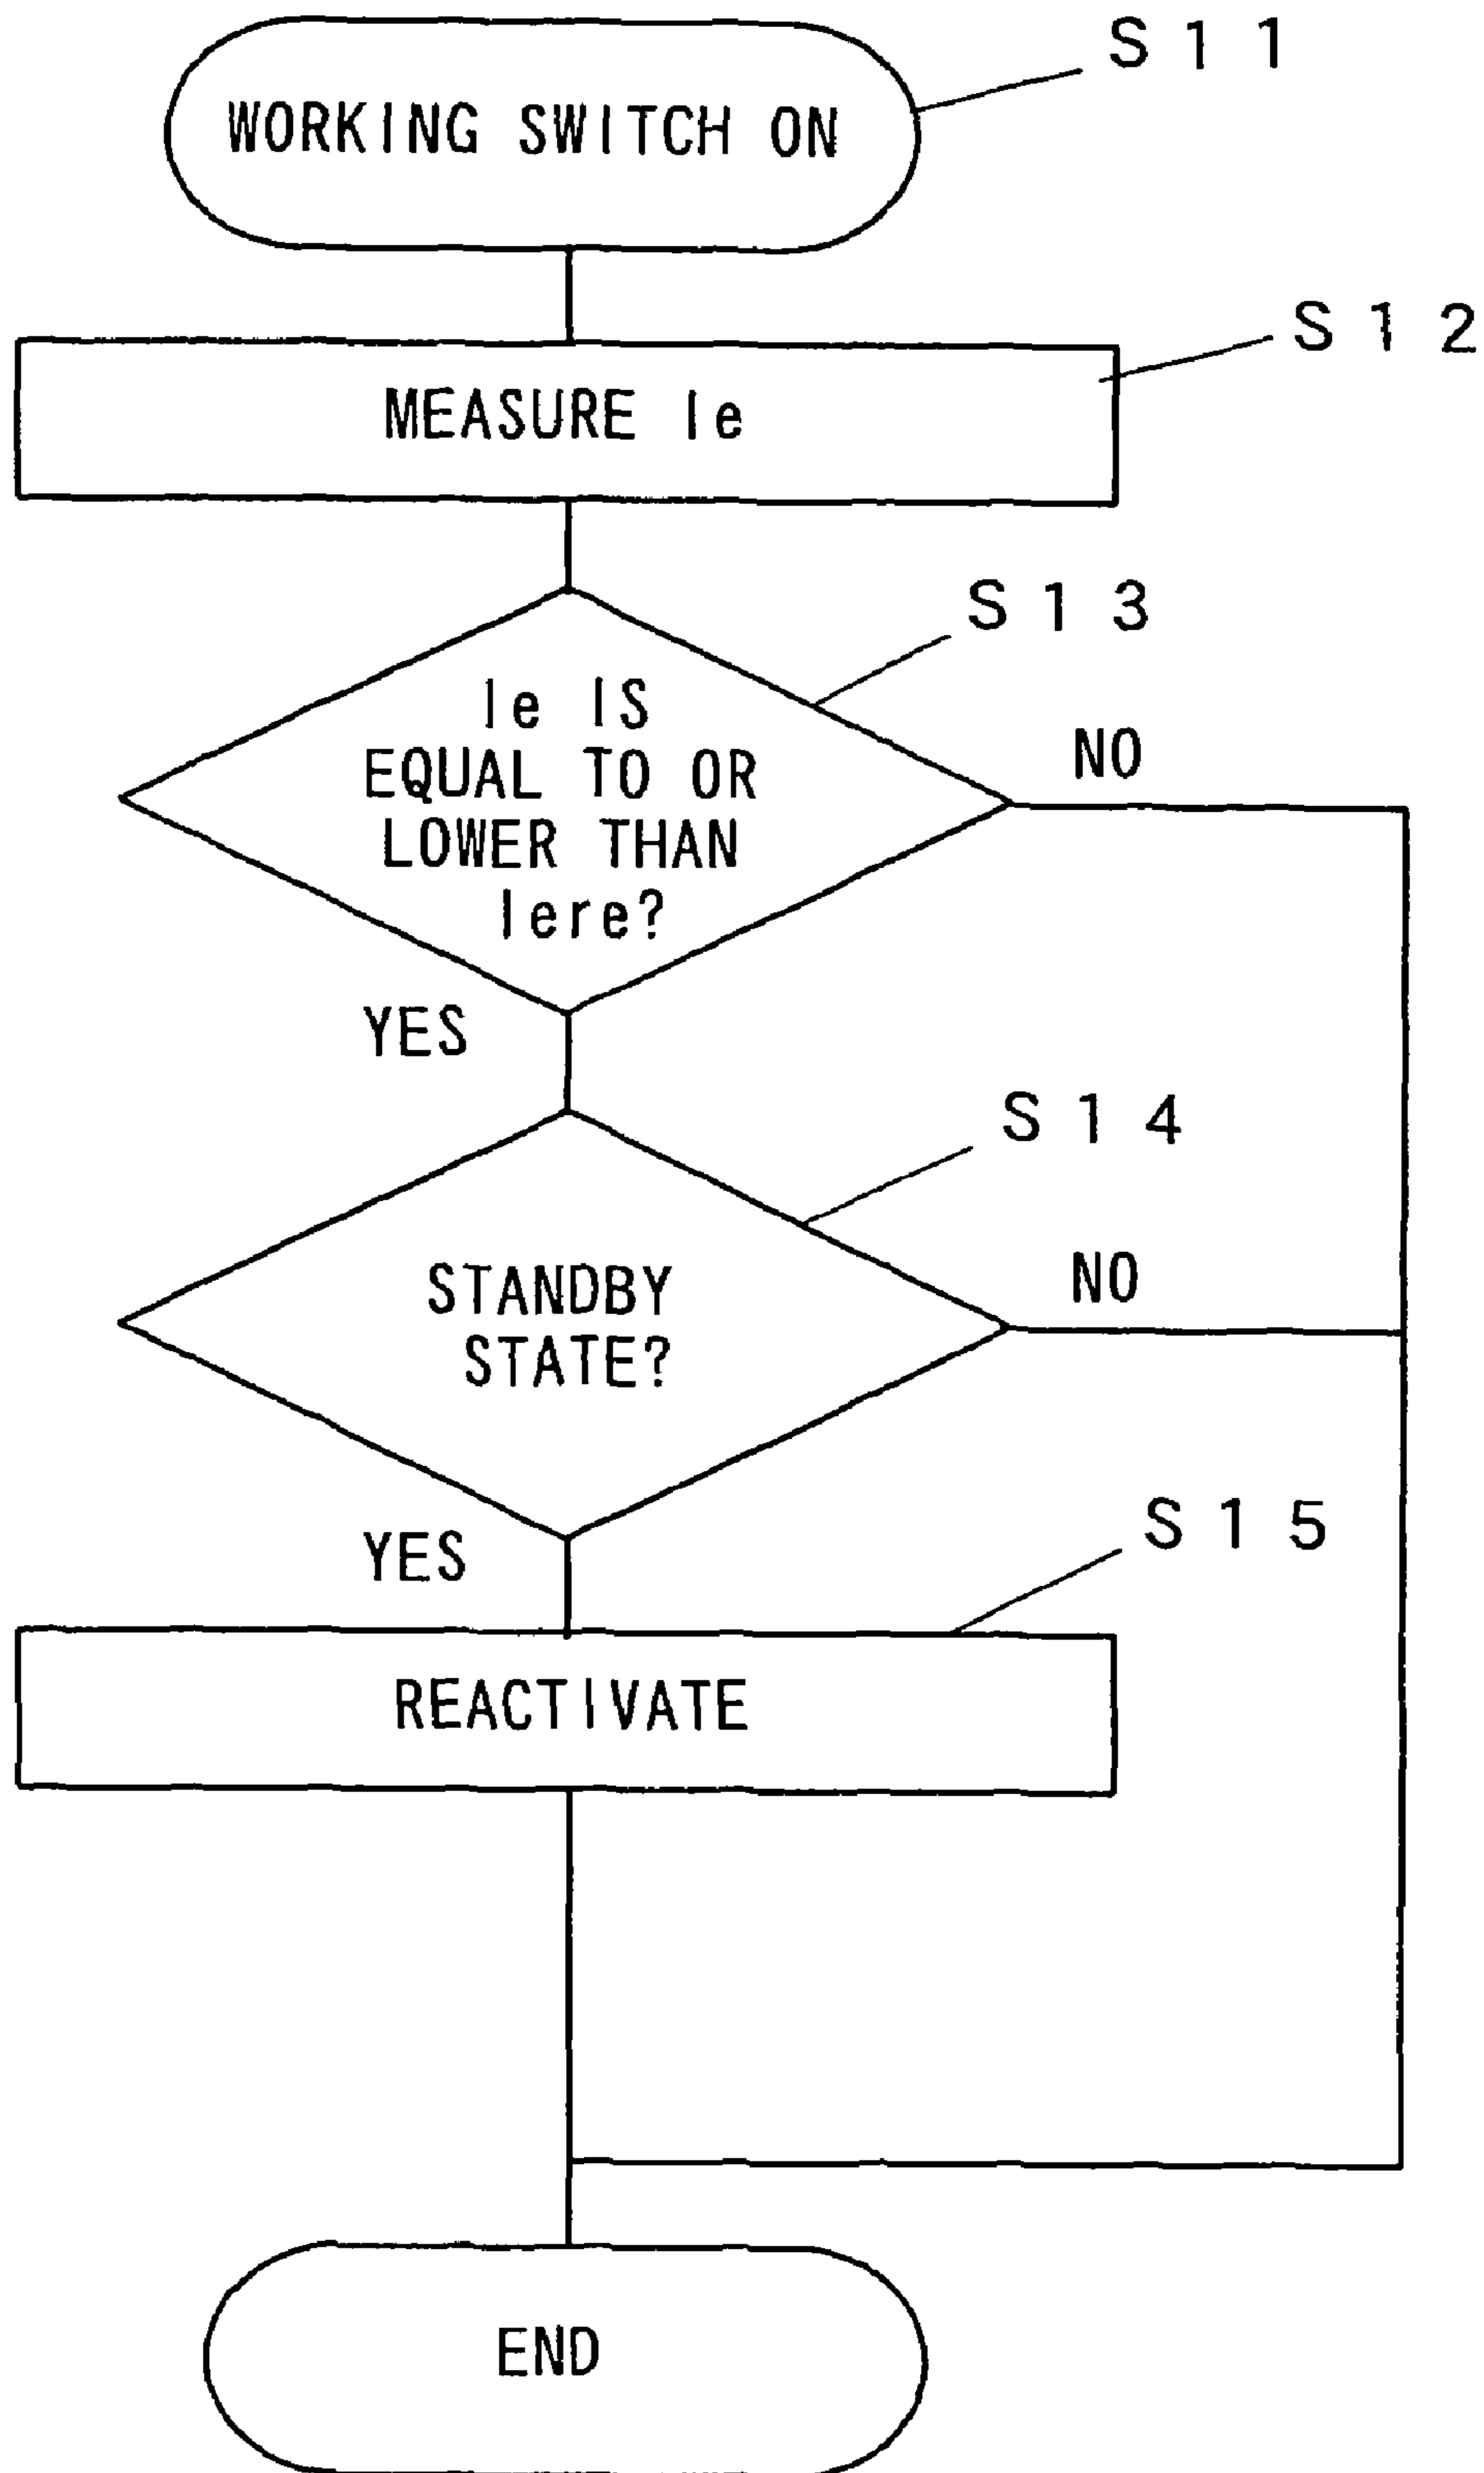 WORKING SWITCH ON
S11
MEASURE Ie
S12
Ie IS
EQUAL TO OR
LOWER THAN
Iere?
S13
NO
YES
STANDBY
STATE?
S14
NO
YES
REACTIVATE
S15
END